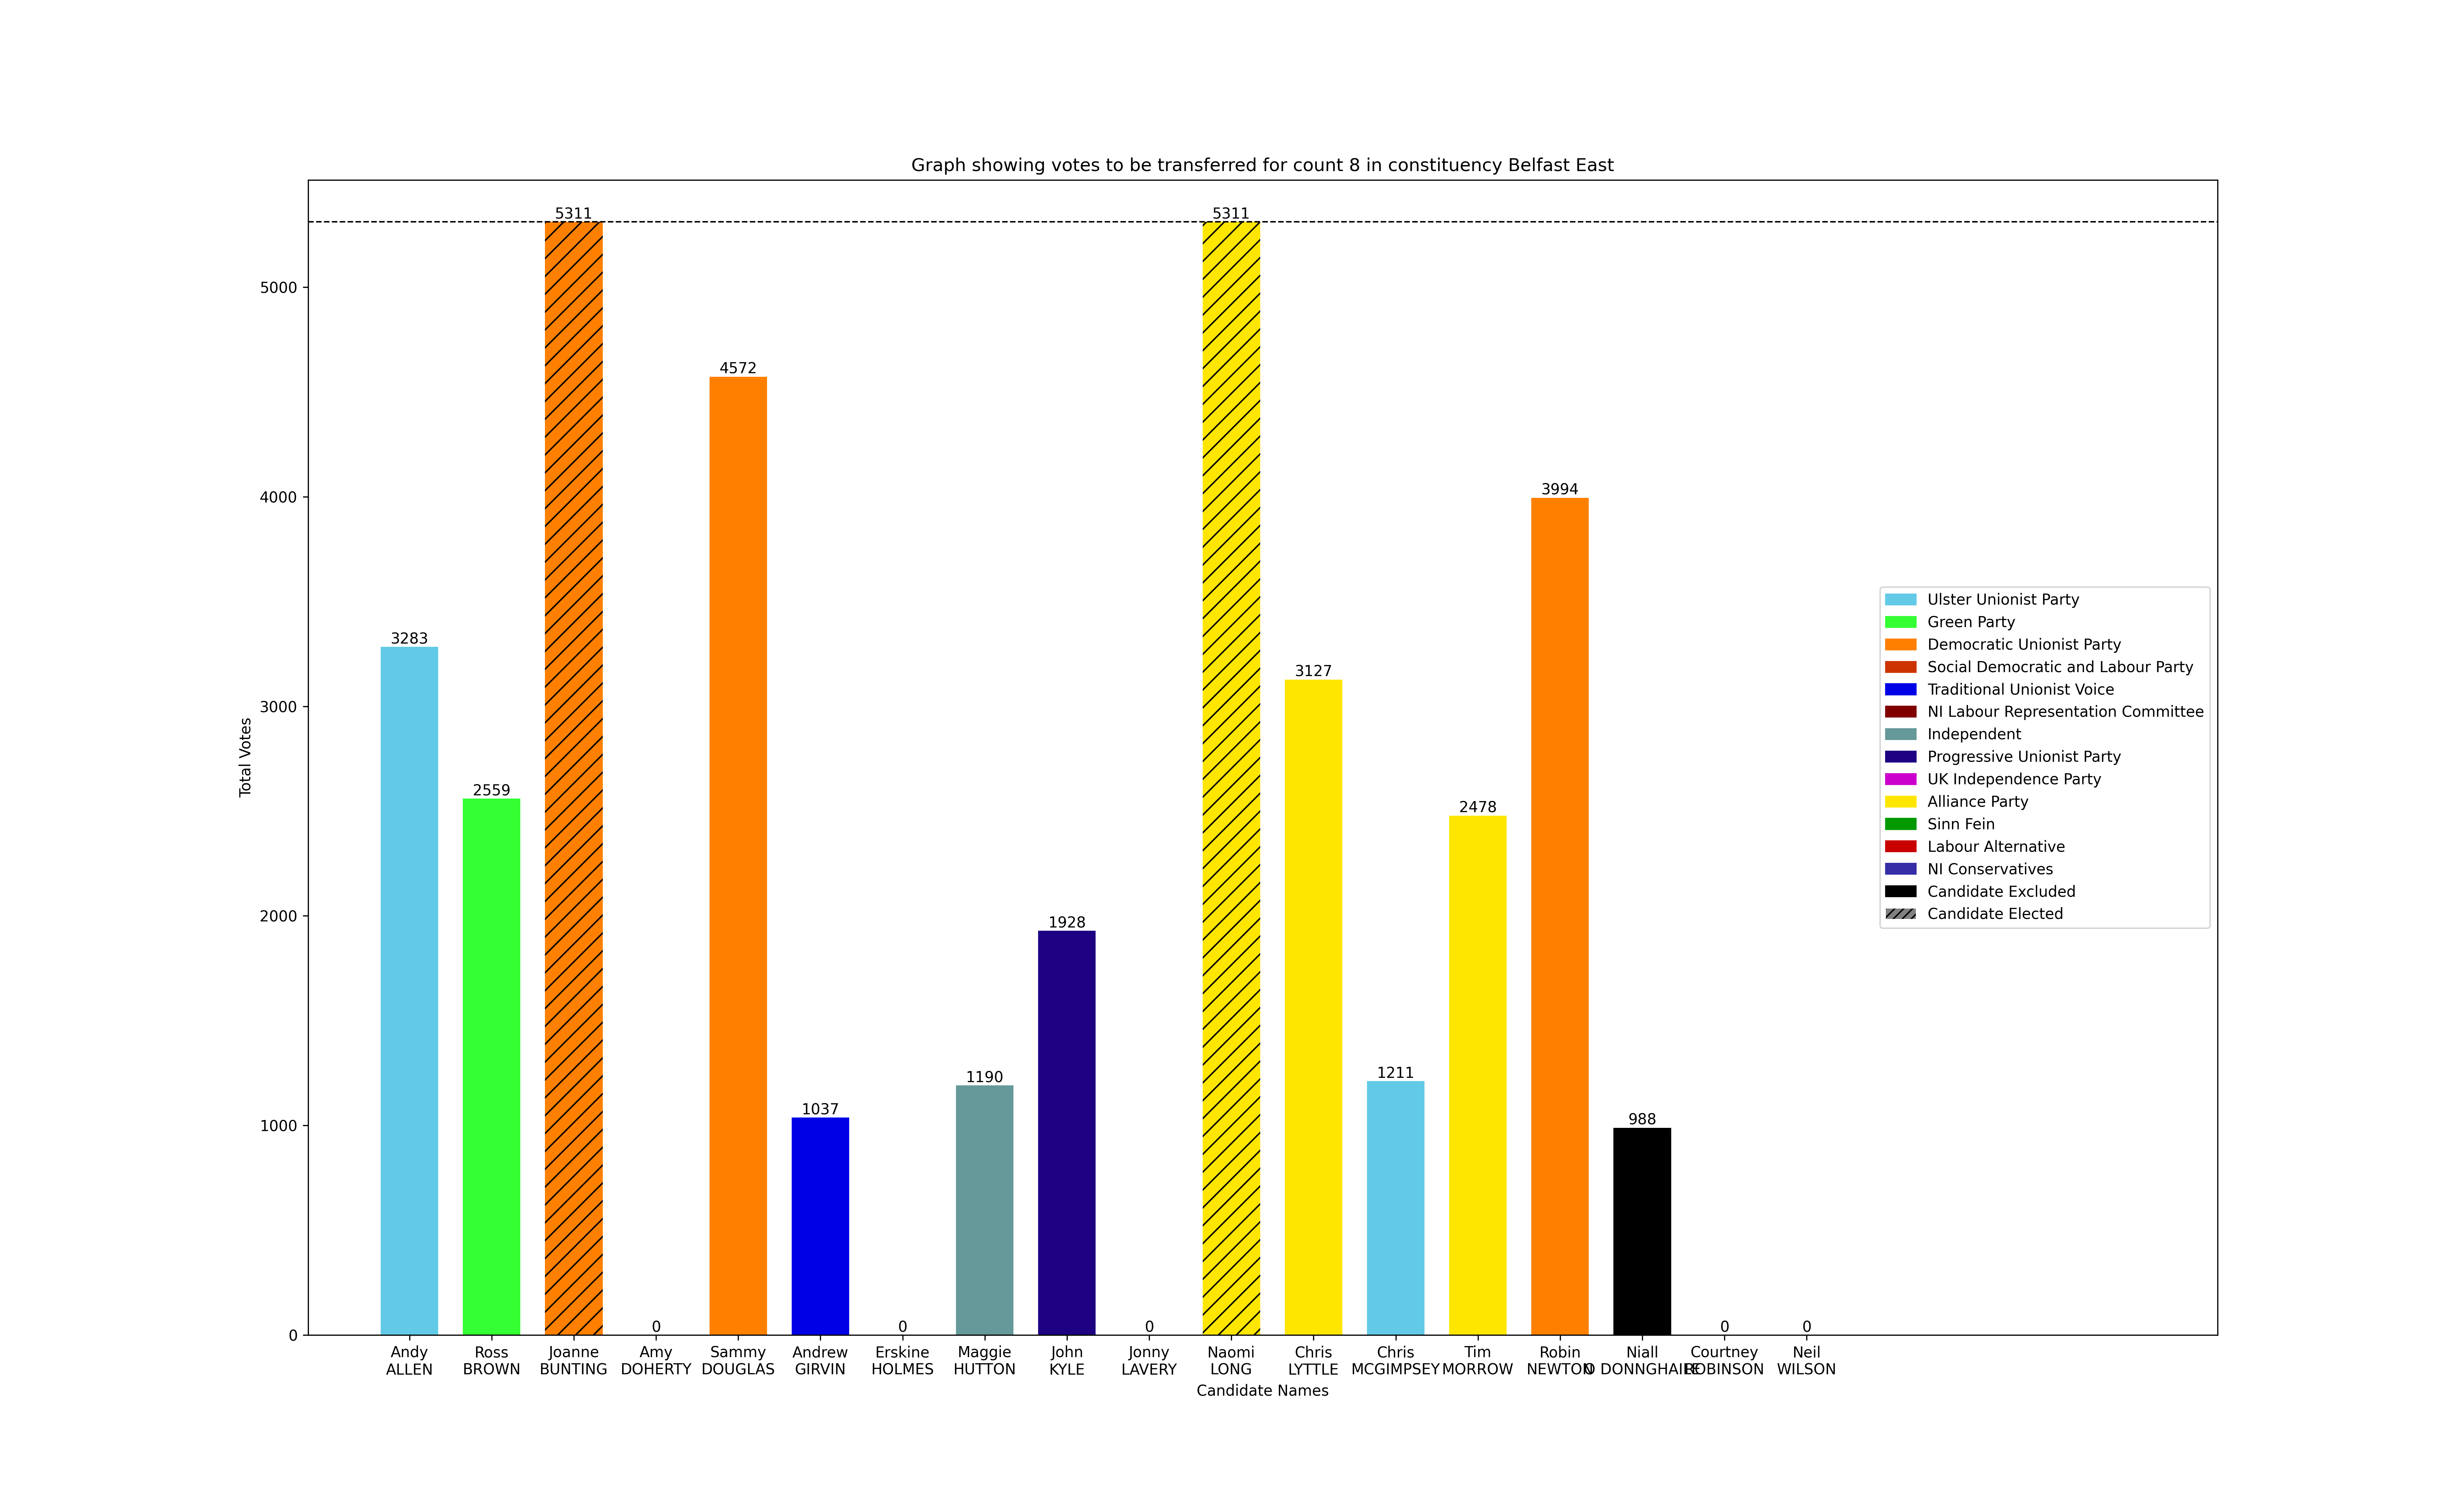 Graph showing votes to be transferred for count 8 in constituency Belfast East
Total Votes
5000
4000
3000
2000
1000
0
3283
2559
5311
0
4572
1037
0
1190
1928
0
5311
3127
1211
2478
3994
988
0
0
Ulster Unionist Party
Green Party
Democratic Unionist Party
Social Democratic and Labour Party
Traditional Unionist Voice
NI Labour Representation Committee
Independent
Progressive Unionist Party
UK Independence Party
Alliance Party
Sinn Fein
Labour Alternative
NI Conservatives
Candidate Excluded
Candidate Elected
Andy
ALLEN
Ross
BROWN
Joanne
BUNTING
Amy
DOHERTY
Sammy
DOUGLAS
Andrew
GIRVIN
Erskine
HOLMES
Maggie
HUTTON
John
KYLE
Jonny
LAVERY
Naomi
LONG
Chris
LYTTLE
Chris
MCGIMPSEY
Tim
MORROW
Robin
NEWTON
Niall
O DONNGHAILE
Courtney
ROBINSON
Neil
WILSON
Candidate Names